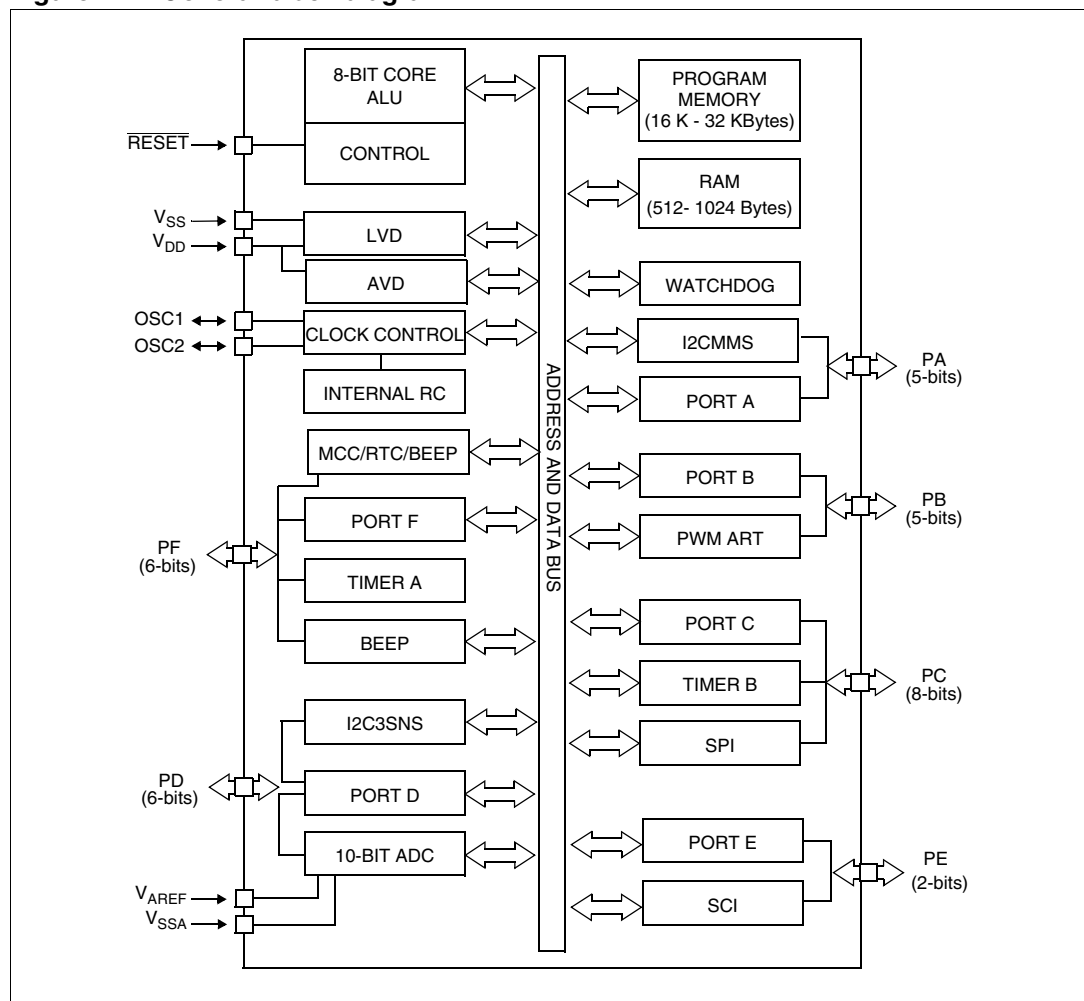 8-BIT CORE
ALU
CONTROL
RESET
VSS
VDD
LVD
AVD
OSC1
OSC2
CLOCK CONTROL
INTERNAL RC
MCC/RTC/BEEP
PORT F
PF
(6-bits)
TIMER A
BEEP
I2C3SNS
PD
(6-bits)
PORT D
10-BIT ADC
VAREF
VSSA
ADDRESS AND DATA BUS
PROGRAM
MEMORY
(16 K - 32 KBytes)
RAM
(512- 1024 Bytes)
WATCHDOG
I2CMMS
PORT A
PA
(5-bits)
PORT B
PWM ART
PB
(5-bits)
PORT C
TIMER B
SPI
PC
(8-bits)
PORT E
SCI
PE
(2-bits)